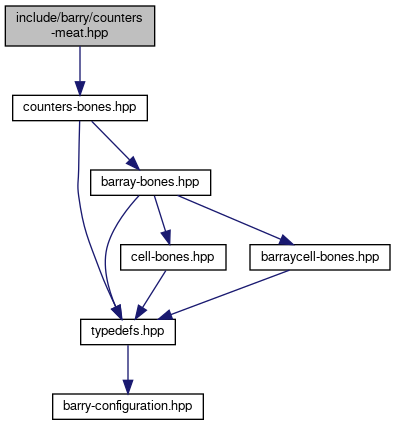 include/barry/counters
-meat.hpp
counters-bones.hpp
barray-bones.hpp
cell-bones.hpp
barraycell-bones.hpp
typedefs.hpp
barry-configuration.hpp